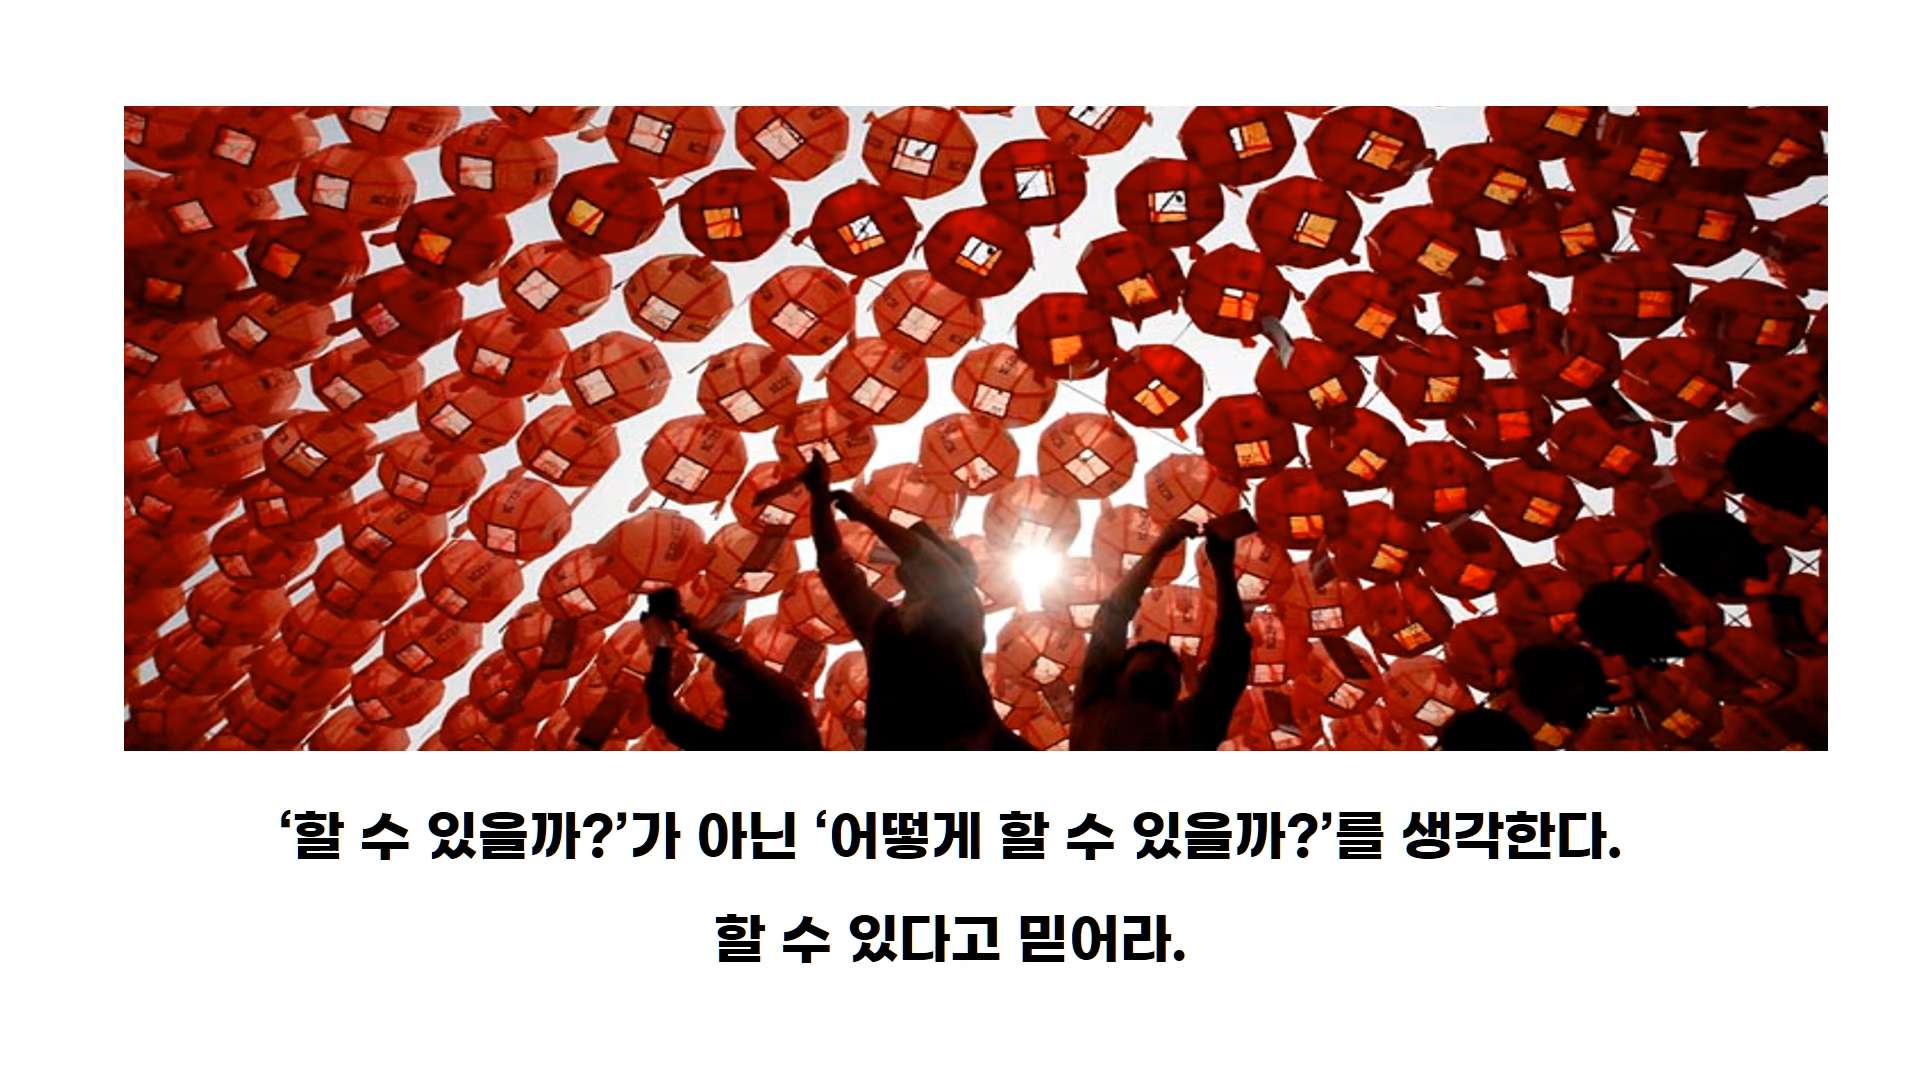 ‘할 수 있을까?’가 아닌 ‘어떻게 할 수 있을까?’를 생각한다.
할 수 있다고 믿어라.